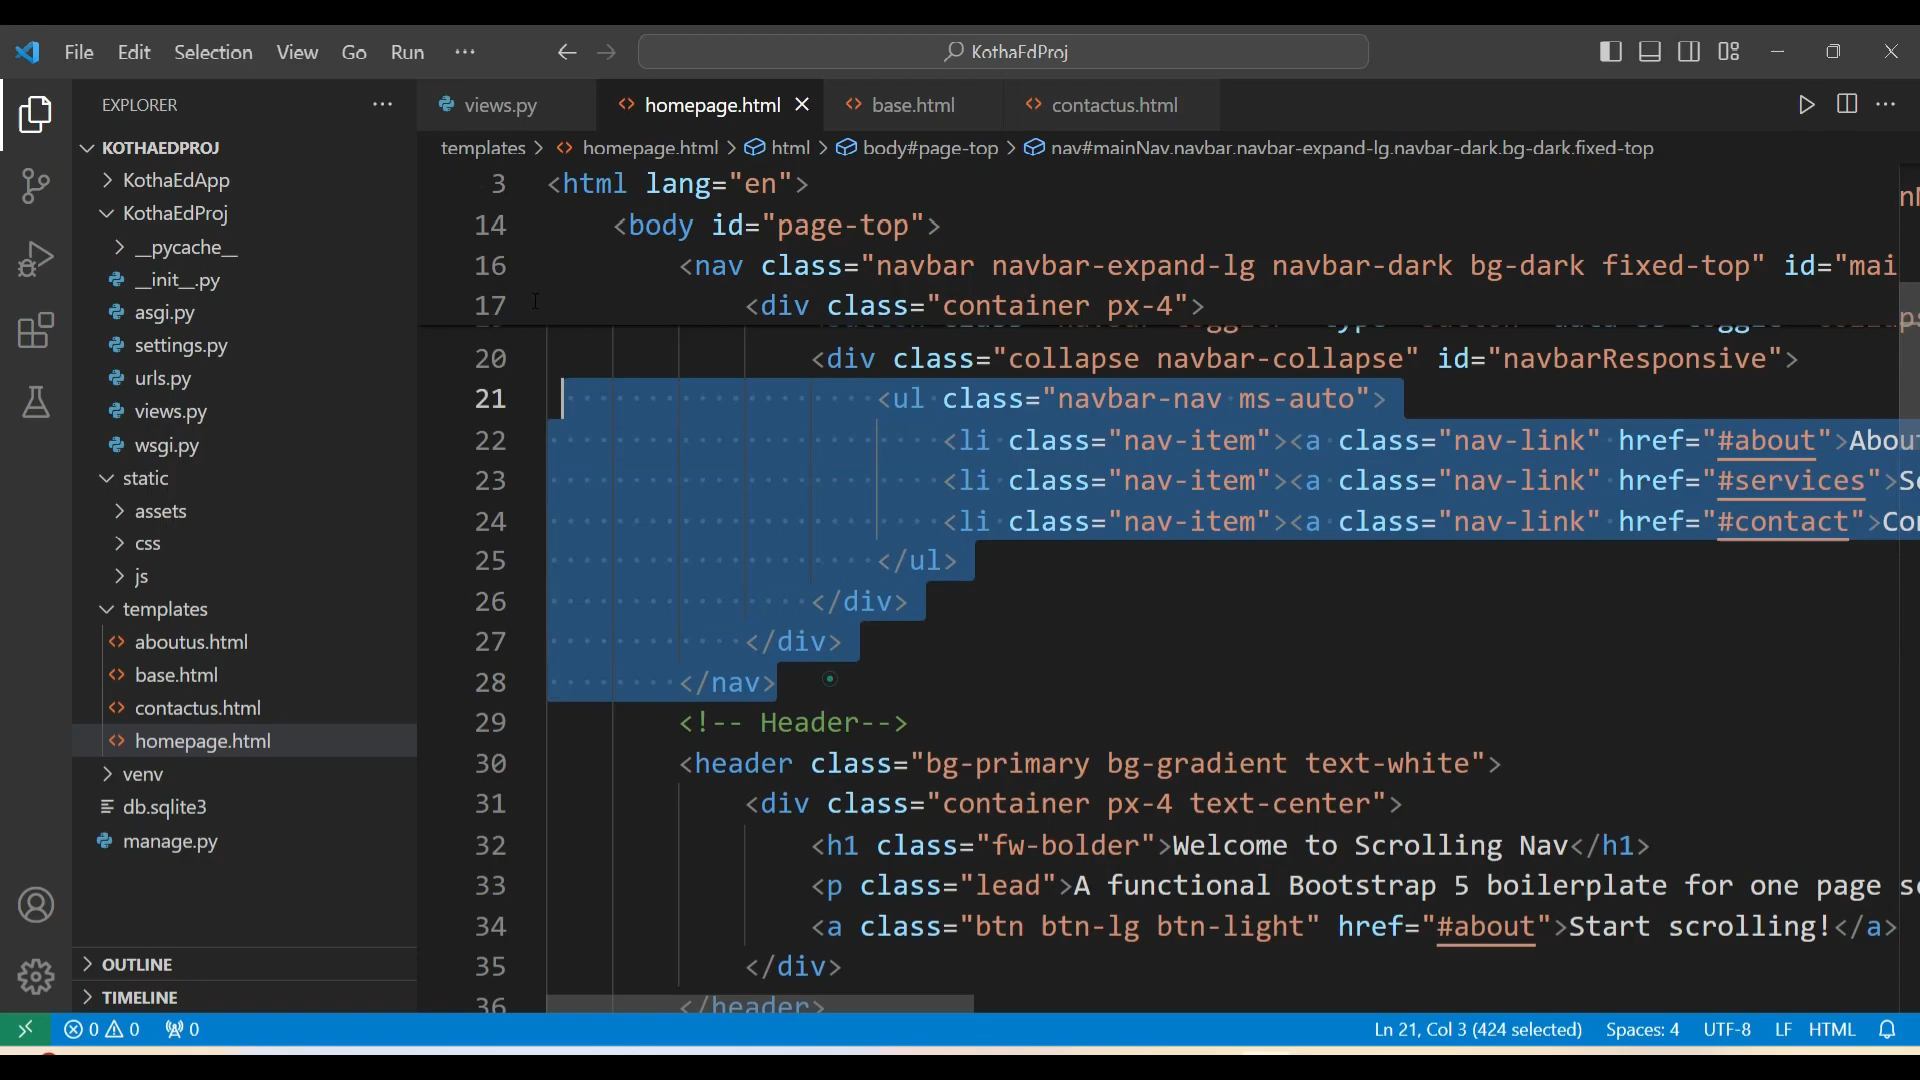 File Edit Selection View Go Run ··· KothaEdProj
EXPLORER ···
views.py homepage.html base.html contactus.html
KOTHAEDPROJ
KothaEdApp
KothaEdProj
__pycache__
__init__.py
asgi.py
settings.py
urls.py
views.py
wsgi.py
static
assets
css
js
templates
aboutus.html
base.html
contactus.html
homepage.html
venv
db.sqlite3
manage.py
OUTLINE
TIMELINE
templates > homepage.html > html > body#page-top > nav#mainNav.navbar.navbar-expand-lg.navbar-dark.bg-dark.fixed-top
3 <html lang="en">
14 <body id="page-top">
16 <nav class="navbar navbar-expand-lg navbar-dark bg-dark fixed-top" id="mai
17 <div class="container px-4">
20 <div class="collapse navbar-collapse" id="navbarResponsive">
21 <ul class="navbar-nav ms-auto">
22 <li class="nav-item"><a class="nav-link" href="#about">Abou
23 <li class="nav-item"><a class="nav-link" href="#services">Se
24 <li class="nav-item"><a class="nav-link" href="#contact">Con
25 </ul>
26 </div>
27 </div>
28 </nav>
29 <!-- Header-->
30 <header class="bg-primary bg-gradient text-white">
31 <div class="container px-4 text-center">
32 <h1 class="fw-bolder">Welcome to Scrolling Nav</h1>
33 <p class="lead">A functional Bootstrap 5 boilerplate for one page sc
34 <a class="btn btn-lg btn-light" href="#about">Start scrolling!</a>
35 </div>
36 </header>
0 0 0 Ln 21, Col 3 (424 selected) Spaces: 4 UTF-8 LF HTML